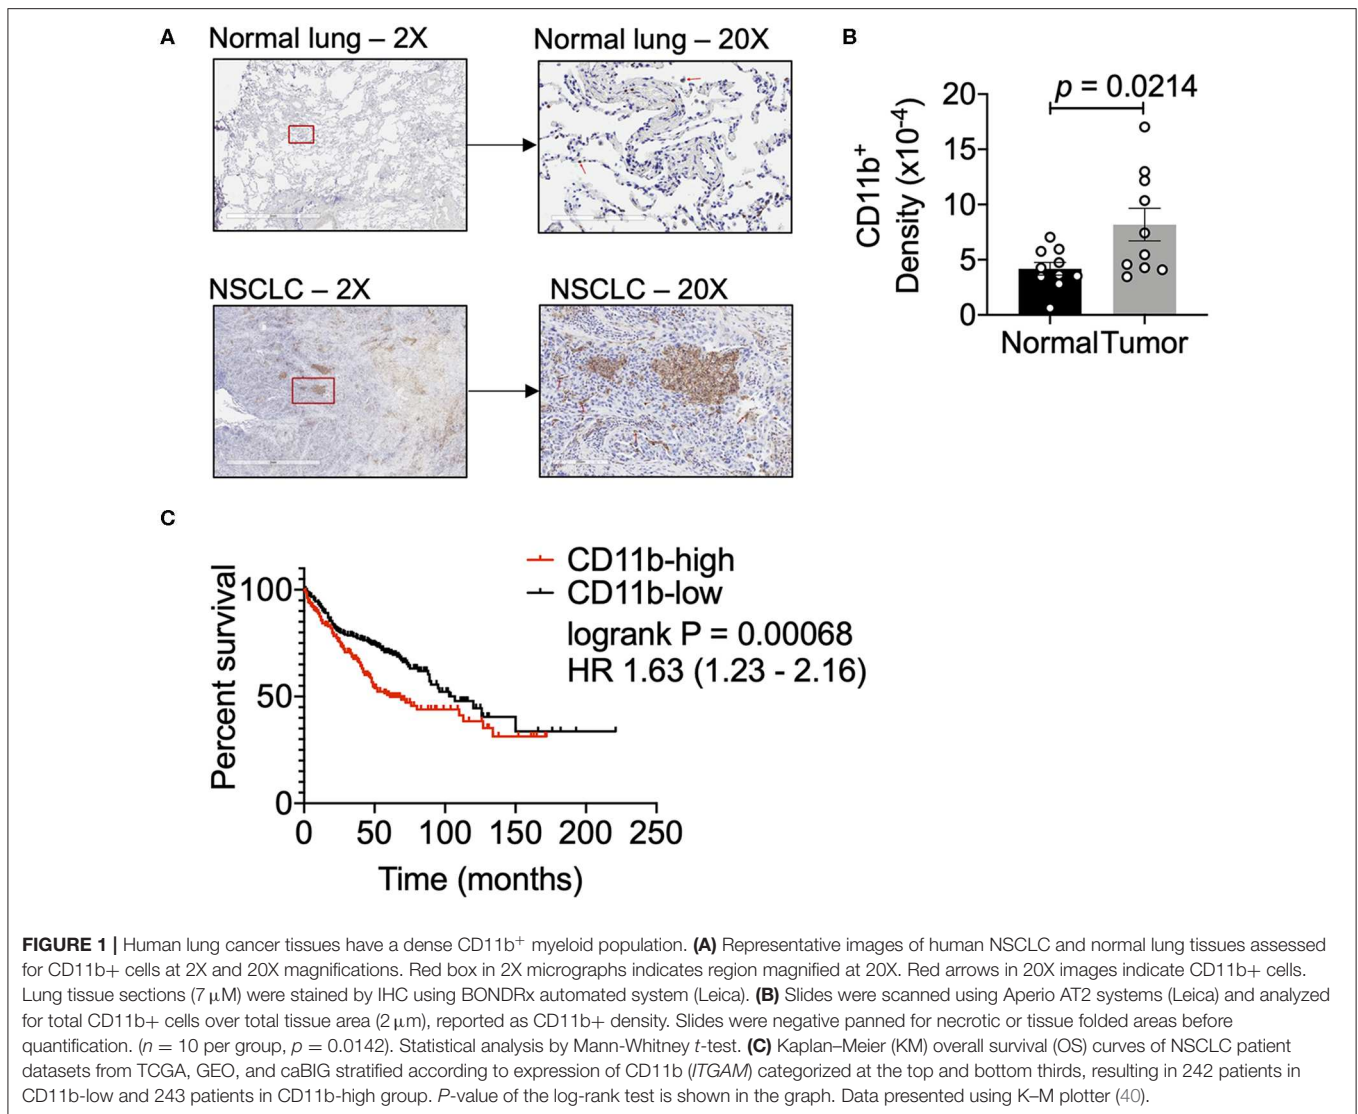 A
Normal lung – 2X
Normal lung – 20X
NSCLC – 2X
NSCLC – 20X
B
p = 0.0214
20
15
10
5
0
CD11b+
Density (x10-4)
Normal Tumor
C
CD11b-high
CD11b-low
logrank P = 0.00068
HR 1.63 (1.23 - 2.16)
Percent survival
100
50
0
0 50 100 150 200 250
Time (months)
FIGURE 1 | Human lung cancer tissues have a dense CD11b+ myeloid population. (A) Representative images of human NSCLC and normal lung tissues assessed
for CD11b+ cells at 2X and 20X magnifications. Red box in 2X micrographs indicates region magnified at 20X. Red arrows in 20X images indicate CD11b+ cells.
Lung tissue sections (7 μM) were stained by IHC using BONDRx automated system (Leica). (B) Slides were scanned using Aperio AT2 systems (Leica) and analyzed
for total CD11b+ cells over total tissue area (2 μm), reported as CD11b+ density. Slides were negative panned for necrotic or tissue folded areas before
quantification. (n = 10 per group, p = 0.0142). Statistical analysis by Mann-Whitney t-test. (C) Kaplan–Meier (KM) overall survival (OS) curves of NSCLC patient
datasets from TCGA, GEO, and caBIG stratified according to expression of CD11b (ITGAM) categorized at the top and bottom thirds, resulting in 242 patients in
CD11b-low and 243 patients in CD11b-high group. P-value of the log-rank test is shown in the graph. Data presented using K–M plotter (40).